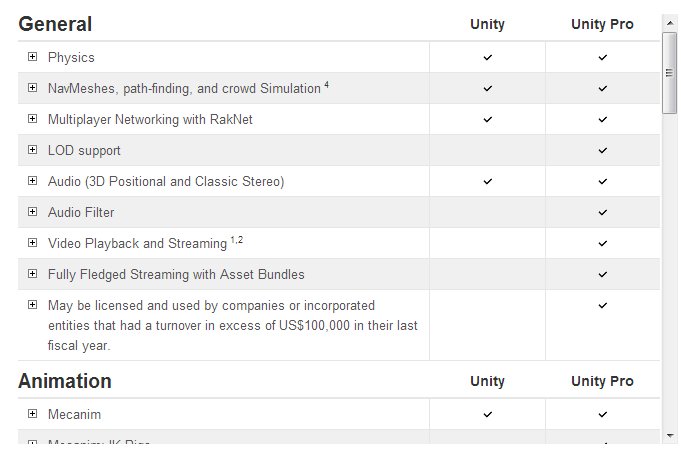 General Unity Unity Pro
Physics ✓ ✓
NavMeshes, path-finding, and crowd Simulation 4 ✓ ✓
Multiplayer Networking with RakNet ✓ ✓
LOD support ✓
Audio (3D Positional and Classic Stereo) ✓ ✓
Audio Filter ✓
Video Playback and Streaming 1,2 ✓
Fully Fledged Streaming with Asset Bundles ✓
May be licensed and used by companies or incorporated ✓
entities that had a turnover in excess of US$100,000 in their last
fiscal year.
Animation Unity Unity Pro
Mecanim ✓ ✓